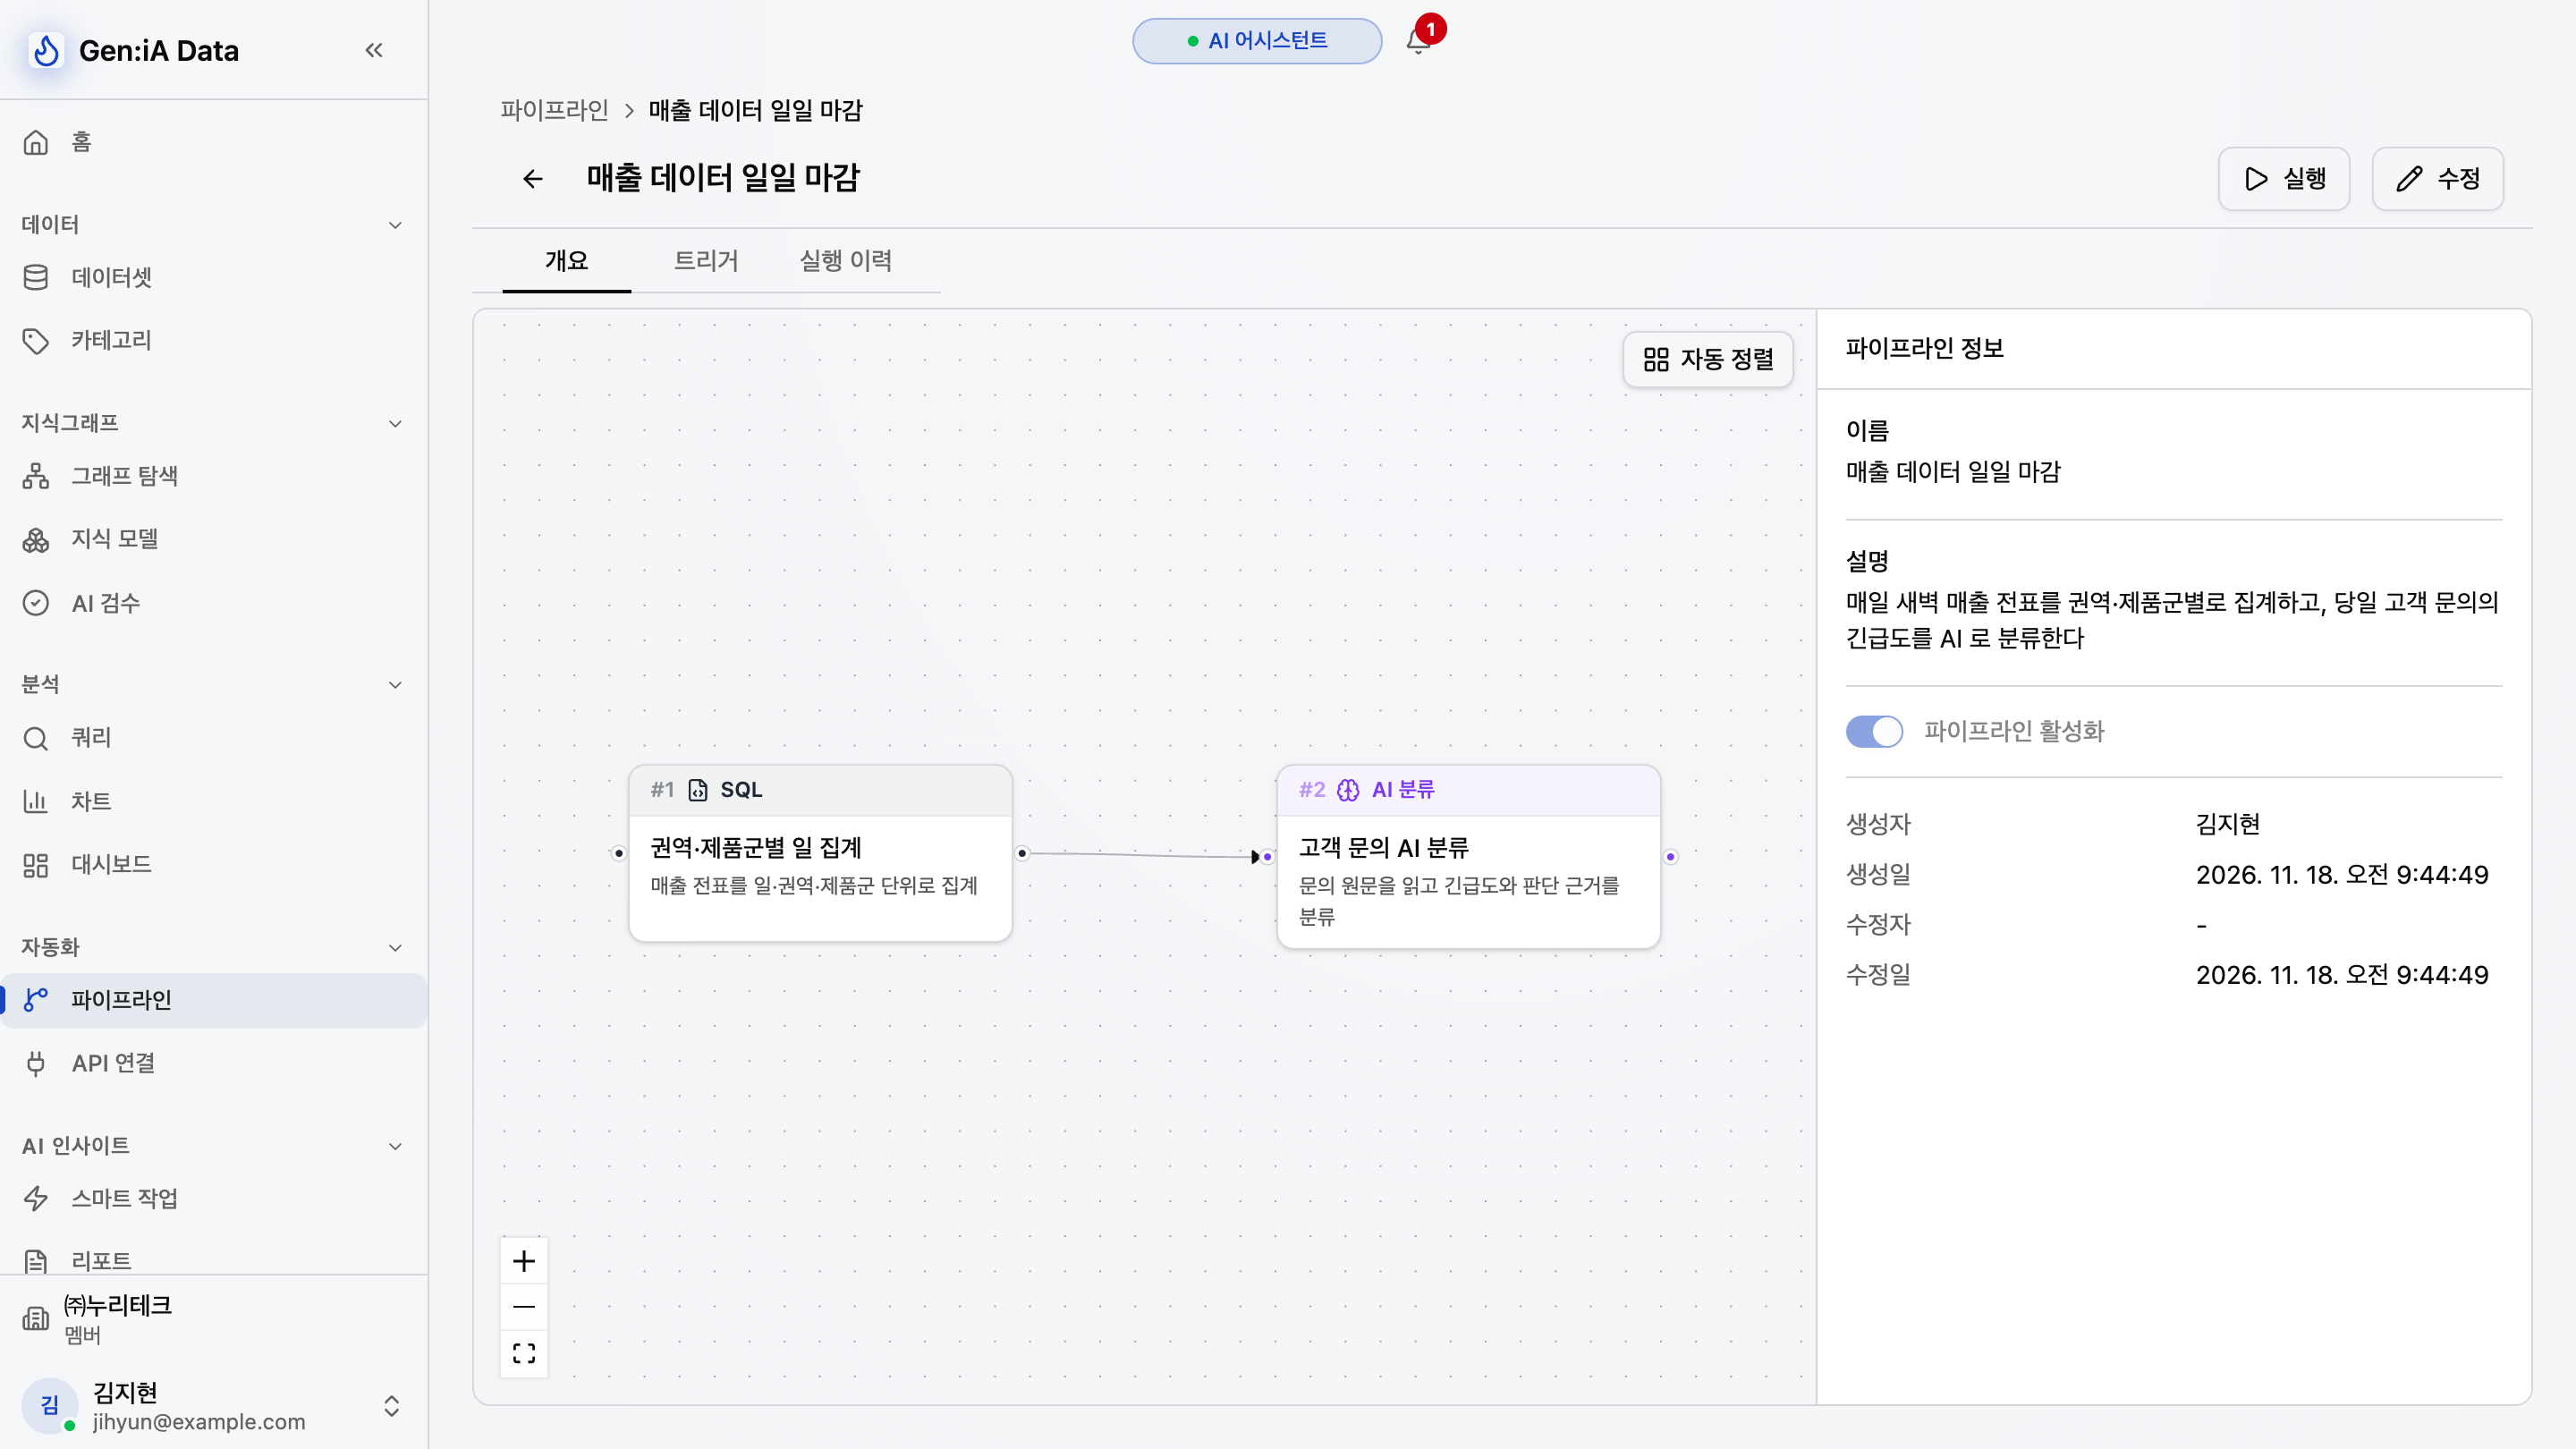 Gen:iA Data
홈
데이터
데이터셋
카테고리
지식그래프
그래프 탐색
지식 모델
AI 검수
분석
쿼리
차트
대시보드
자동화
파이프라인
API 연결
AI 인사이트
스마트 작업
리포트
㈜누리테크
멤버
김
김지현
jihyun@example.com
AI 어시스턴트
1
파이프라인 > 매출 데이터 일일 마감
매출 데이터 일일 마감
실행
수정
개요
트리거
실행 이력
자동 정렬
#1 SQL
권역·제품군별 일 집계
매출 전표를 일·권역·제품군 단위로 집계
#2 AI 분류
고객 문의 AI 분류
문의 원문을 읽고 긴급도와 판단 근거를
분류
파이프라인 정보
이름
매출 데이터 일일 마감
설명
매일 새벽 매출 전표를 권역·제품군별로 집계하고, 당일 고객 문의의
긴급도를 AI 로 분류한다
파이프라인 활성화
생성자 김지현
생성일 2026. 11. 18. 오전 9:44:49
수정자 -
수정일 2026. 11. 18. 오전 9:44:49